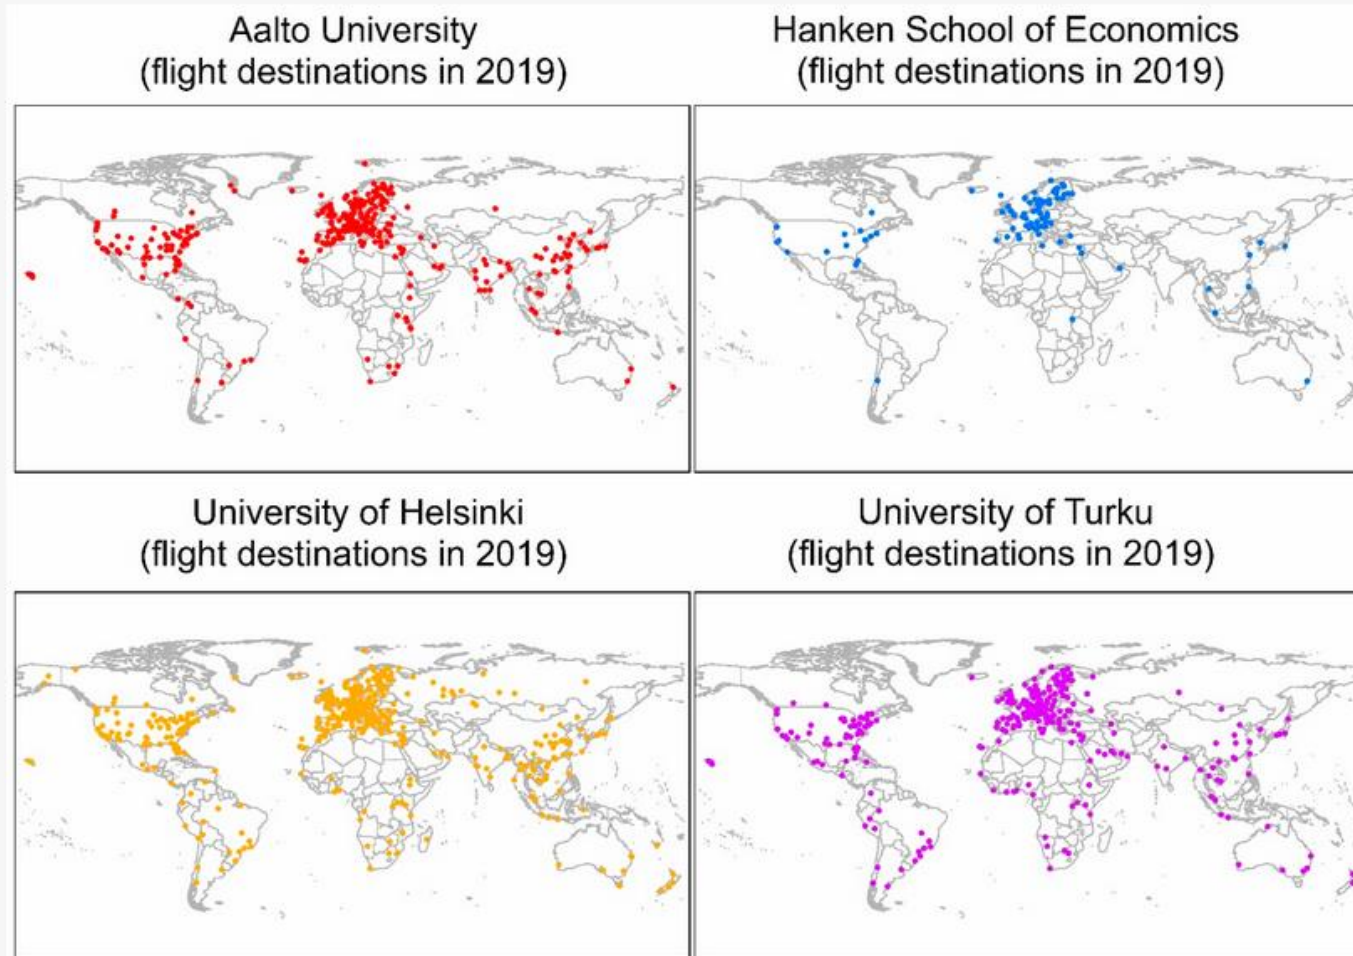 Aalto University
(flight destinations in 2019)
Hanken School of Economics
(flight destinations in 2019)
University of Helsinki
(flight destinations in 2019)
University of Turku
(flight destinations in 2019)